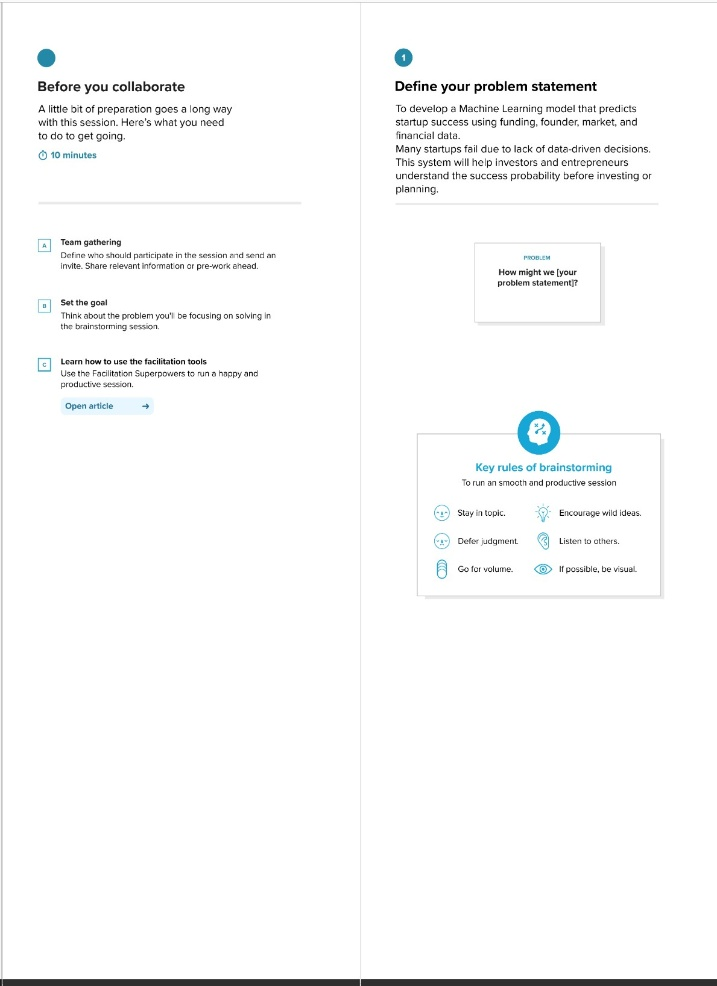 Before you collaborate
A little bit of preparation goes a long way
with this session. Here's what you need
to do to get going.
10 minutes
A
Team gathering
Define who should participate in the session and send an
invite. Share relevant information or pre-work ahead.
B
Set the goal
Think about the problem you'll be focusing on solving in
the brainstorming session.
C
Learn how to use the facilitation tools
Use the Facilitation Superpowers to run a happy and
productive session.
Open article
1
Define your problem statement
To develop a Machine Learning model that predicts
startup success using funding, founder, market, and
financial data.
Many startups fail due to lack of data-driven decisions.
This system will help investors and entrepreneurs
understand the success probability before investing or
planning.
PROBLEM
How might we [your
problem statement]?
Key rules of brainstorming
To run an smooth and productive session
Stay in topic.
Encourage wild ideas.
Defer judgment.
Listen to others.
Go for volume.
If possible, be visual.